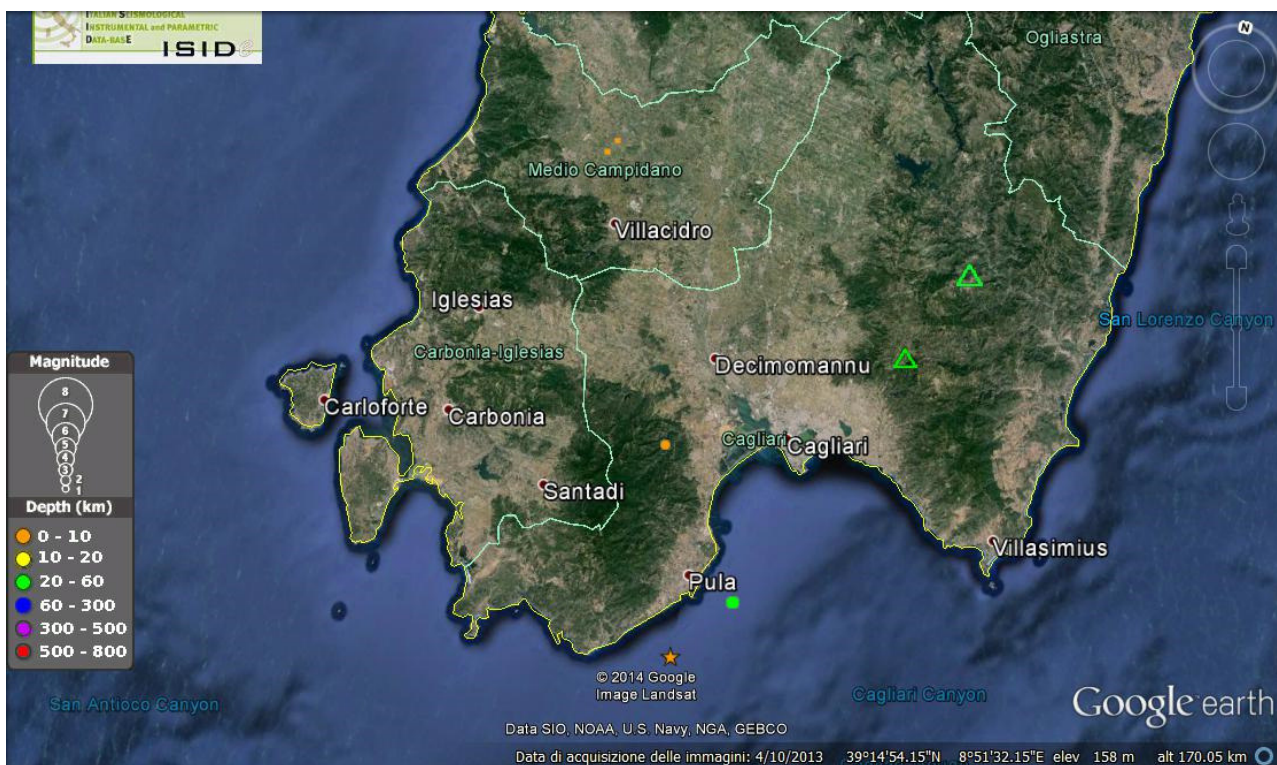 ITALIAN SEISMOLOGICAL
INSTRUMENTAL and PARAMETRIC
DATA-BASE
ISIDe
N
Ogliastra
Medio Campidano
Villacidro
Iglesias
San Lorenzo Canyon
Carbonia-Iglesias
Decimomannu
Magnitude
8
7
6
5
4
3
2
1
Carloforte
Carbonia
Cagliari
Cagliari
Santadi
Depth (km)
0 - 10
10 - 20
20 - 60
60 - 300
300 - 500
500 - 800
Villasimius
Pula
© 2014 Google
Image Landsat
San Antioco Canyon
Cagliari Canyon
Google earth
Data SIO, NOAA, U.S. Navy, NGA, GEBCO
Data di acquisizione delle immagini: 4/10/2013 39°14'54.15"N 8°51'32.15"E elev 158 m alt 170.05 km